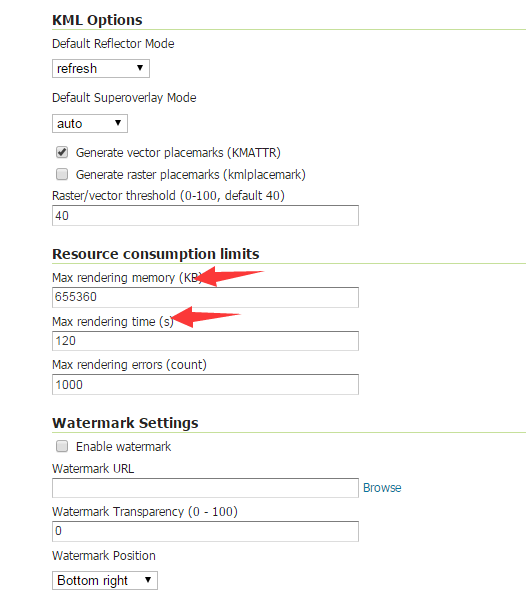 KML Options
Default Reflector Mode
refresh
Default Superoverlay Mode
auto
Generate vector placemarks (KMATTR)
Generate raster placemarks (kmlplacemark)
Raster/vector threshold (0-100, default 40)
40
Resource consumption limits
Max rendering memory (KB)
655360
Max rendering time (s)
120
Max rendering errors (count)
1000
Watermark Settings
Enable watermark
Watermark URL
Browse
Watermark Transparency (0 - 100)
0
Watermark Position
Bottom right